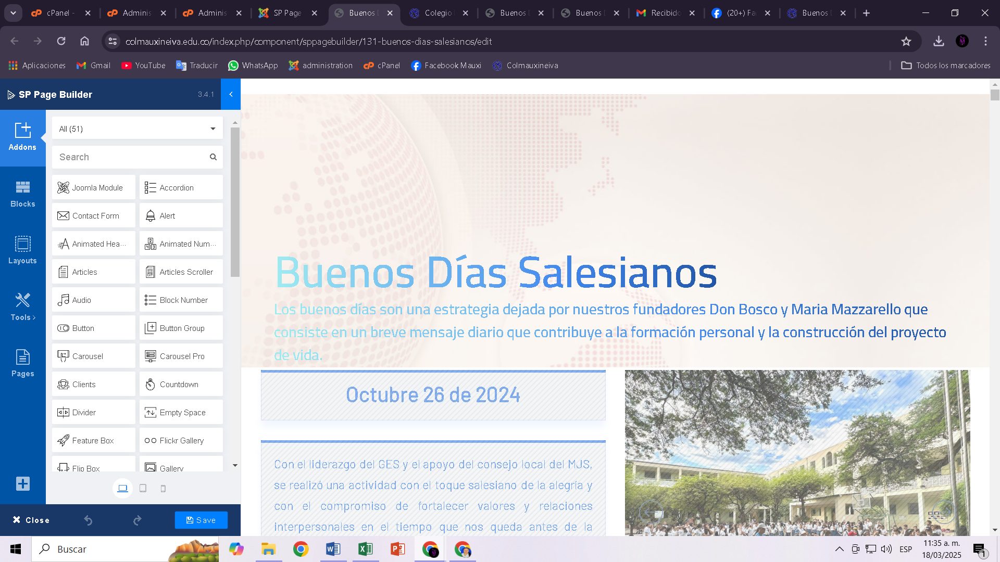 cPanel -
Adminis
Adminis
SP Page
Buenos
Colegio
Buenos
Buenos
Recibido
(20+) Fa
Buenos
colmauxineiva.edu.co/index.php/component/sppagebuilder/131-buenos-dias-salesianos/edit
Aplicaciones
Gmail
YouTube
Traducir
WhatsApp
administration
cPanel
Facebook Mauxi
Colmauxineiva
Todos los marcadores
SP Page Builder
3.4.1
Addons
Blocks
Layouts
Tools >
Pages
All (51)
Search
Joomla Module
Accordion
Contact Form
Alert
Animated Hea...
Animated Num...
Articles
Articles Scroller
Audio
Block Number
Button
Button Group
Carousel
Carousel Pro
Clients
Countdown
Divider
Empty Space
Feature Box
Flickr Gallery
Flip Box
Gallery
Close
Save
Buenos Días Salesianos
Los buenos días son una estrategia dejada por nuestros fundadores Don Bosco y Maria Mazzarello que
consiste en un breve mensaje diario que contribuye a la formación personal y la construcción del proyecto
de vida.
Octubre 26 de 2024
Con el liderazgo del GES y el apoyo del consejo local del MJS,
se realizó una actividad con el toque salesiano de la alegría y
con el compromiso de fortalecer valores y relaciones
interpersonales en el tiempo que nos queda antes de la
Buscar
ESP
11:35 a. m.
18/03/2025
1